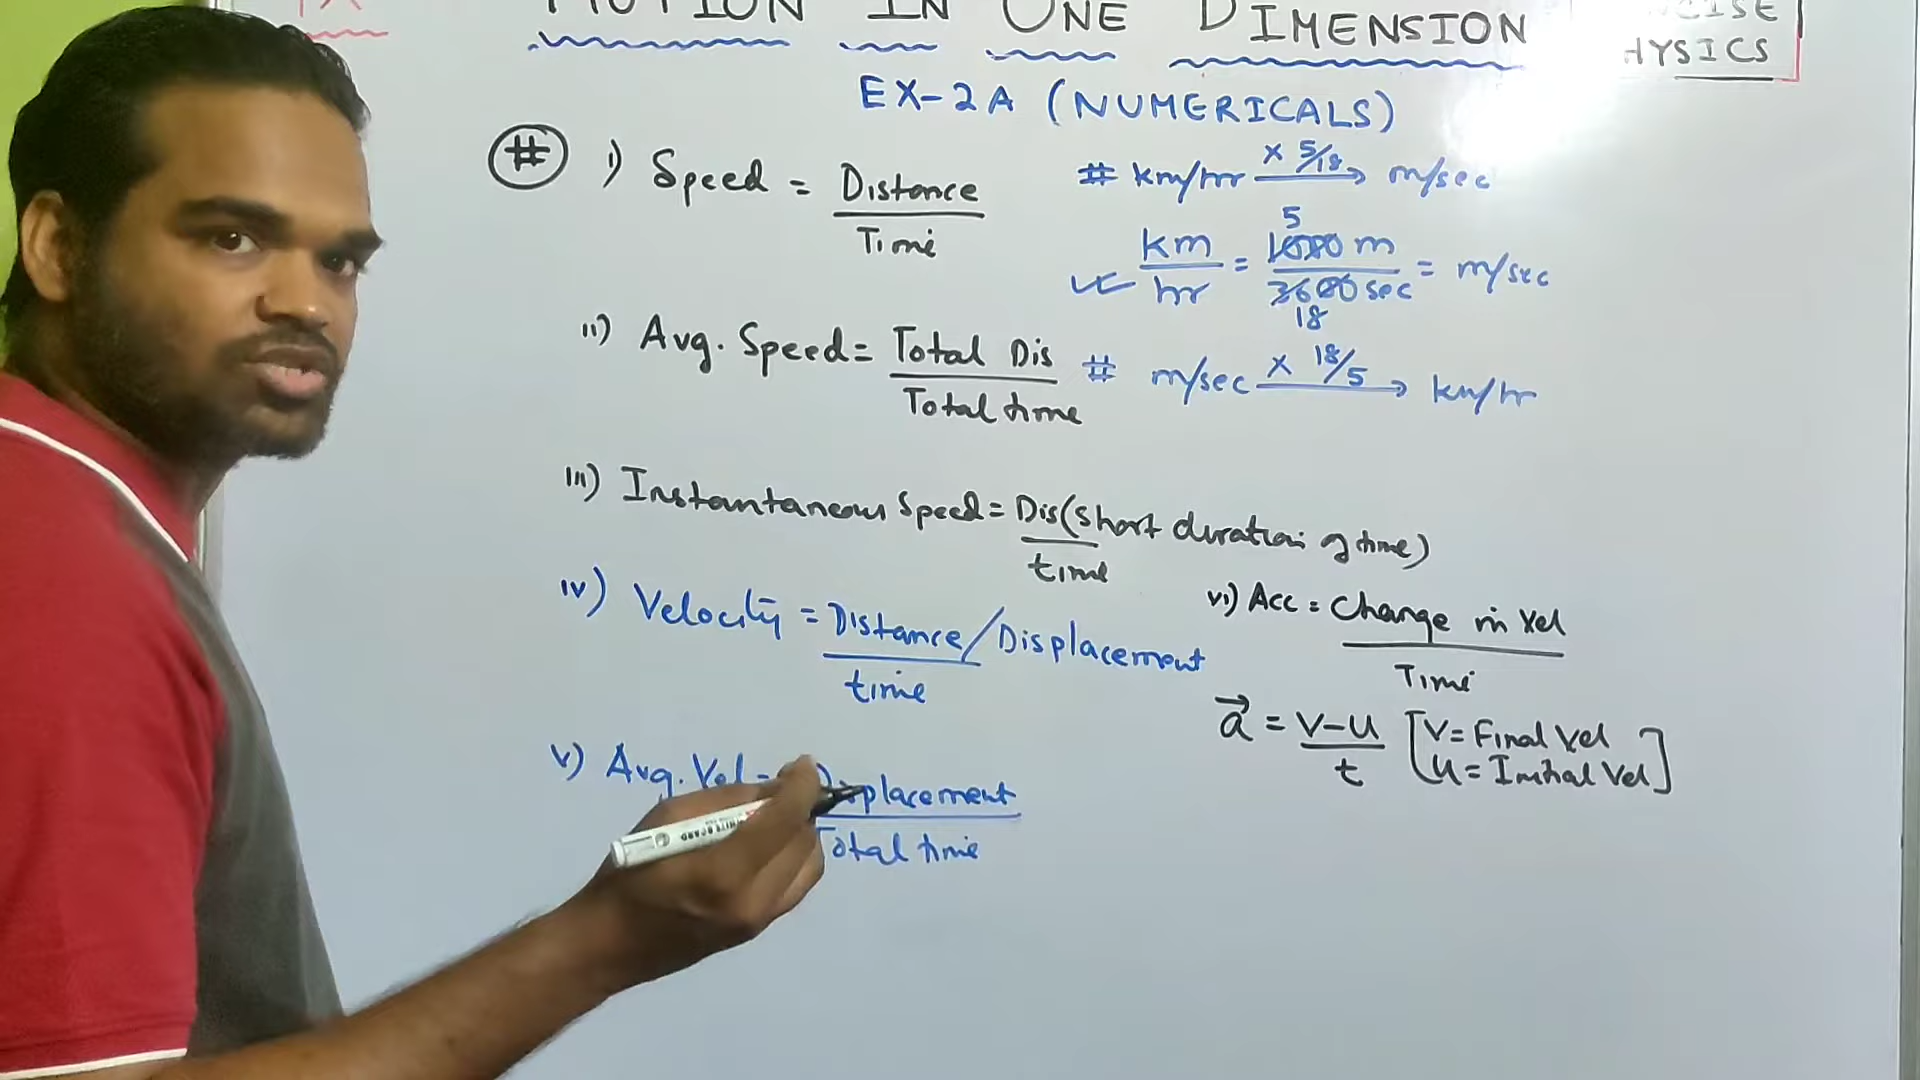 IX
MOTION IN ONE DIMENSION
PHYSICS
EX-2A (NUMERICALS)
# i) Speed = Distance / Time
# km/hr × 5/18 → m/sec
km/hr = 1000 m / 3600 sec = m/sec
5
18
ii) Avg. Speed = Total Dis / Total time
# m/sec × 18/5 → km/hr
iii) Instantaneous Speed = Dis (short duration of time) / time
iv) Velocity = Distance/Displacement / time
v) Avg. Vel = Displacement / Total time
vi) Acc = Change in Vel / Time
a⃗ = v-u / t [V = Final Vel
U = Initial Vel]
WHITEBOARD